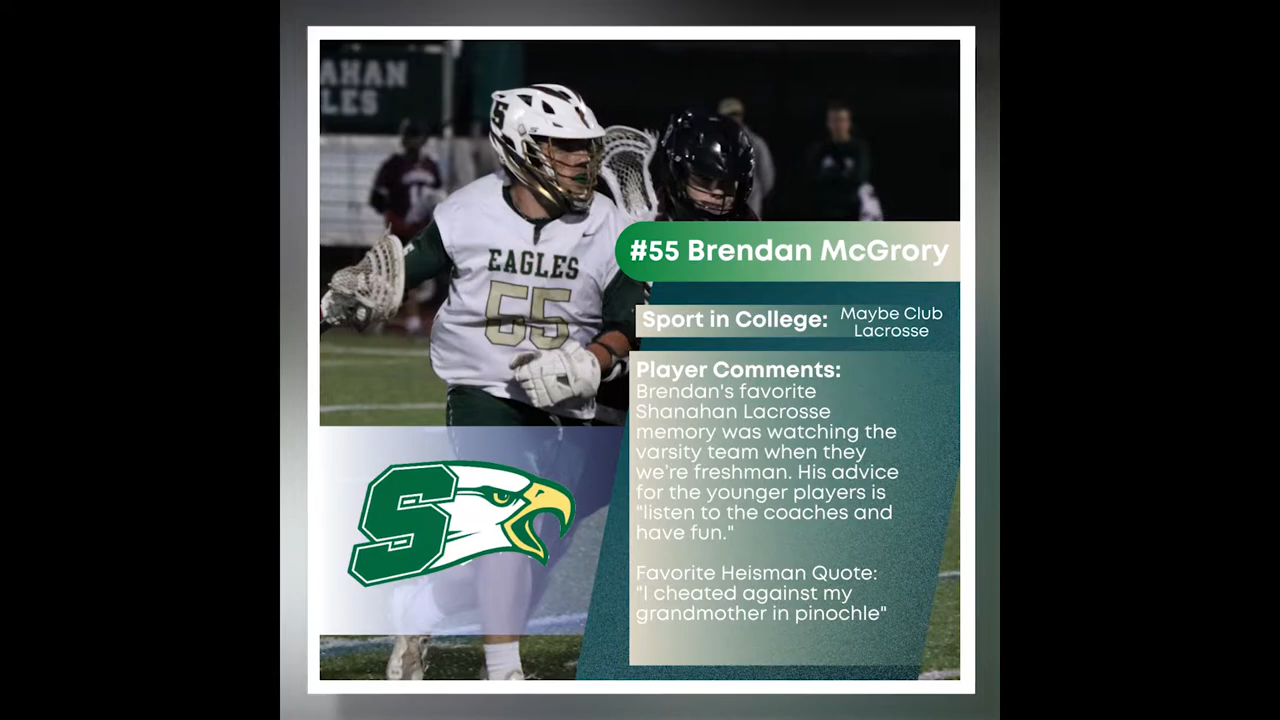 AHAN
LES
S
EAGLES
55
#55 Brendan McGrory
Sport in College:
Maybe Club
Lacrosse
Player Comments:
Brendan's favorite
Shanahan Lacrosse
memory was watching the
varsity team when they
we're freshman. His advice
for the younger players is
"listen to the coaches and
have fun."
Favorite Heisman Quote:
"I cheated against my
grandmother in pinochle"
S